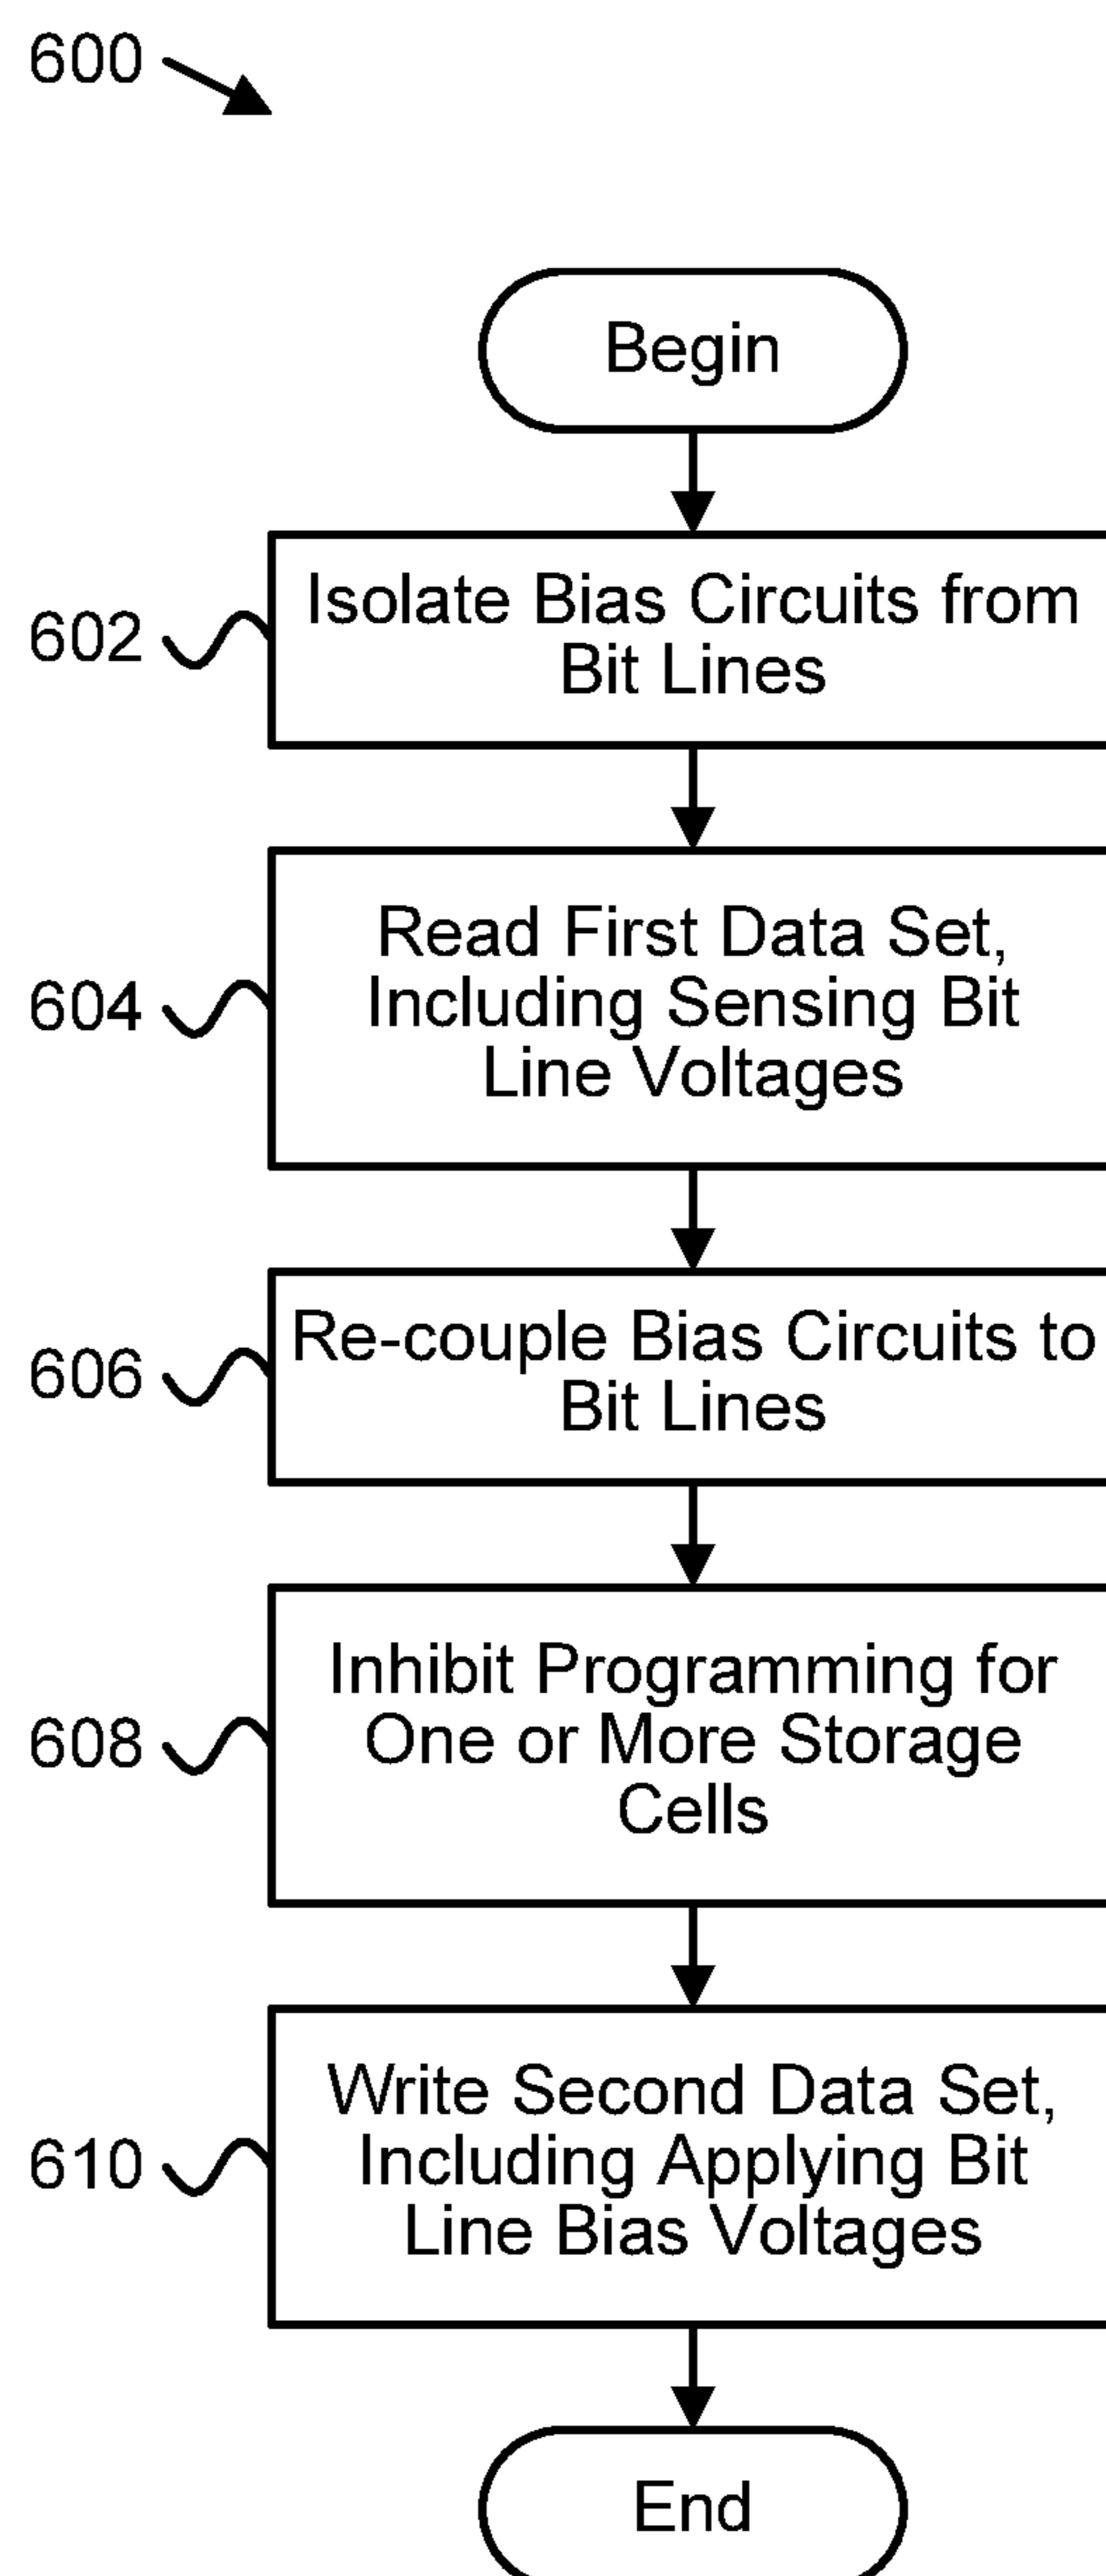 600
Begin
602
Isolate Bias Circuits from
Bit Lines
604
Read First Data Set,
Including Sensing Bit
Line Voltages
606
Re-couple Bias Circuits to
Bit Lines
608
Inhibit Programming for
One or More Storage
Cells
610
Write Second Data Set,
Including Applying Bit
Line Bias Voltages
End